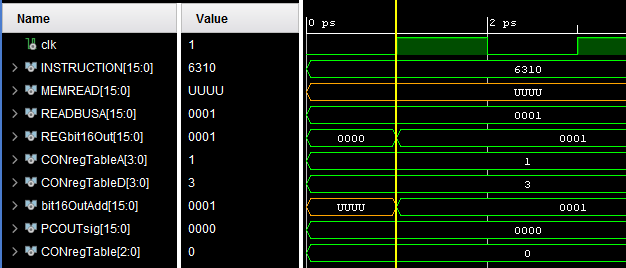 Name Value 0 ps 2 ps
clk 1
INSTRUCTION[15:0] 6310 6310
MEMREAD[15:0] UUUU UUUU
READBUSA[15:0] 0001 0001
REGbit16Out[15:0] 0001 0000 0001
CONregTableA[3:0] 1 1
CONregTableD[3:0] 3 3
bit16OutAdd[15:0] 0001 UUUU 0001
PCOUTsig[15:0] 0000 0000
CONregTable[2:0] 0 0